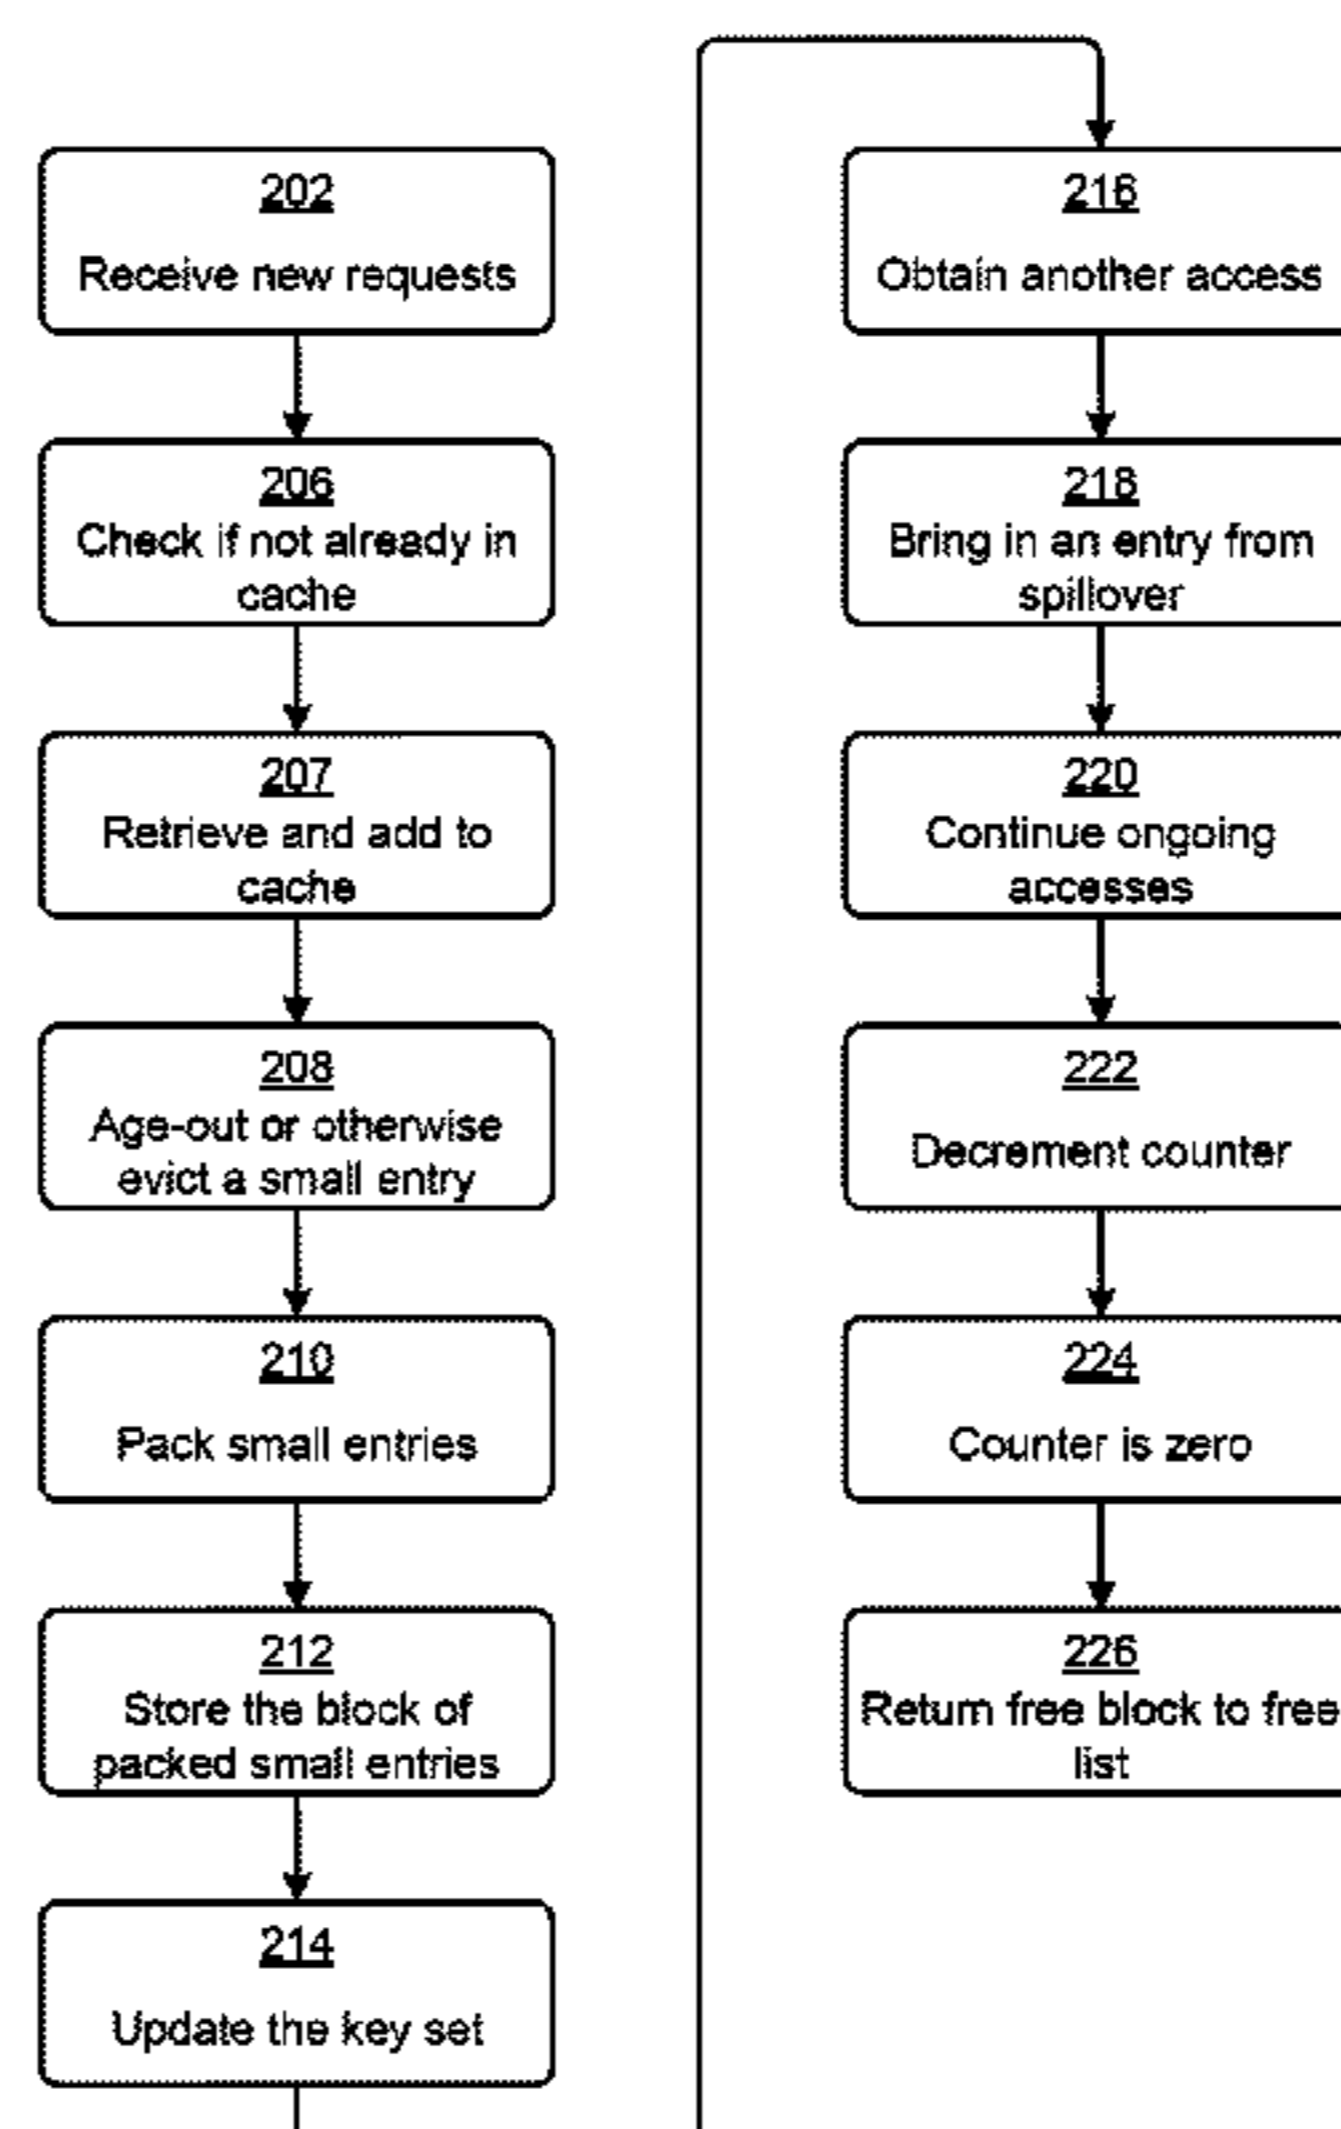 202
Receive new requests
206
Check if not already in
cache
207
Retrieve and add to
cache
208
Age-out or otherwise
evict a small entry
210
Pack small entries
212
Store the block of
packed small entries
214
Update the key set
216
Obtain another access
218
Bring in an entry from
spillover
220
Continue ongoing
accesses
222
Decrement counter
224
Counter is zero
226
Return free block to free
list